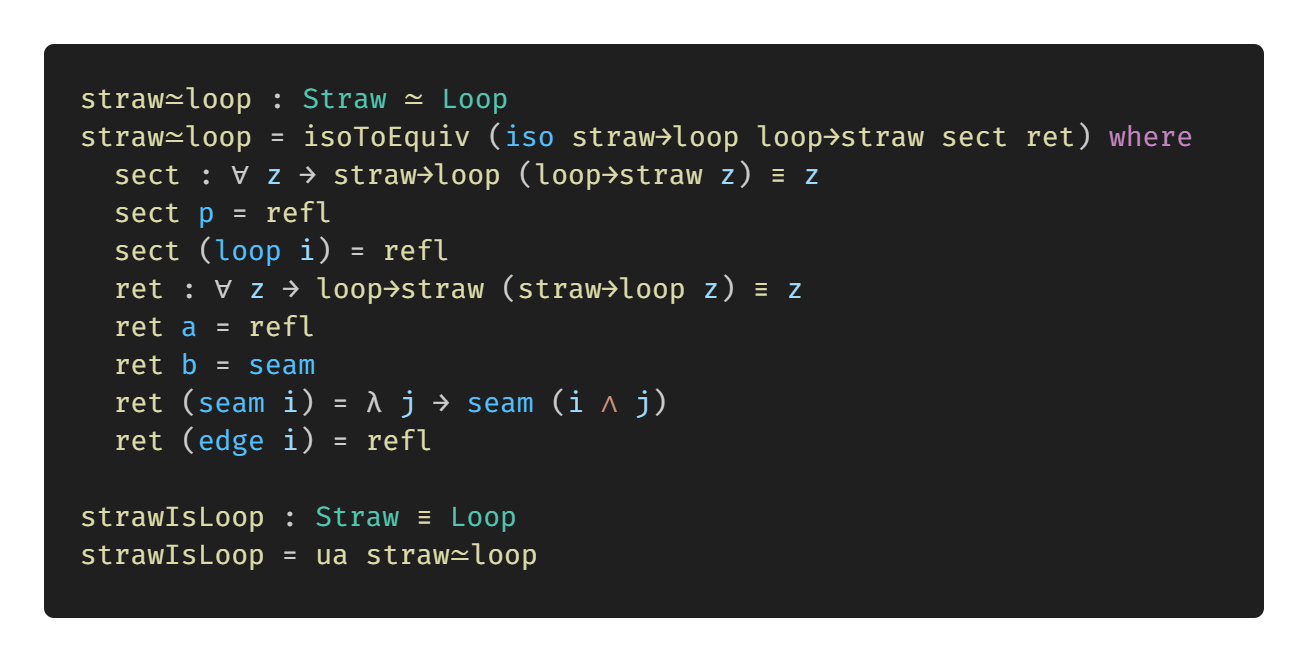 straw≃loop : Straw ≃ Loop
straw≃loop = isoToEquiv (iso straw→loop loop→straw sect ret) where
  sect : ∀ z → straw→loop (loop→straw z) ≡ z
  sect p = refl
  sect (loop i) = refl
  ret : ∀ z → loop→straw (straw→loop z) ≡ z
  ret a = refl
  ret b = seam
  ret (seam i) = λ j → seam (i ∧ j)
  ret (edge i) = refl

strawIsLoop : Straw ≡ Loop
strawIsLoop = ua straw≃loop